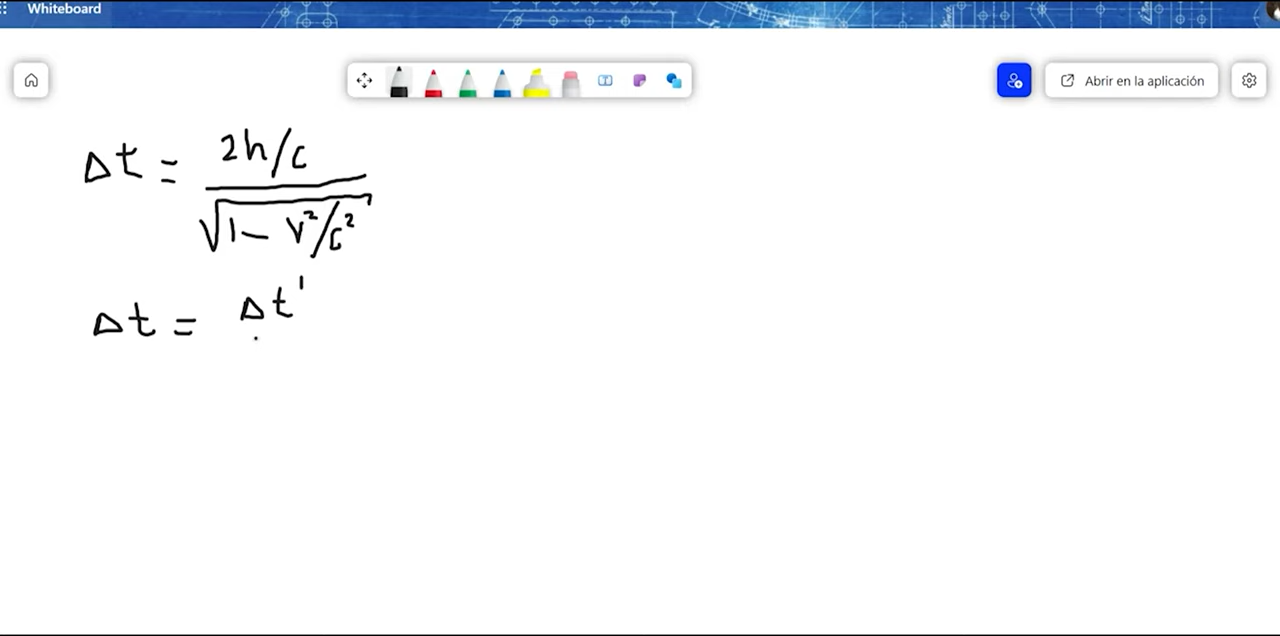 Whiteboard
Abrir en la aplicación
Δt = 2h/c
√1 - v²/c²
Δt = Δt'